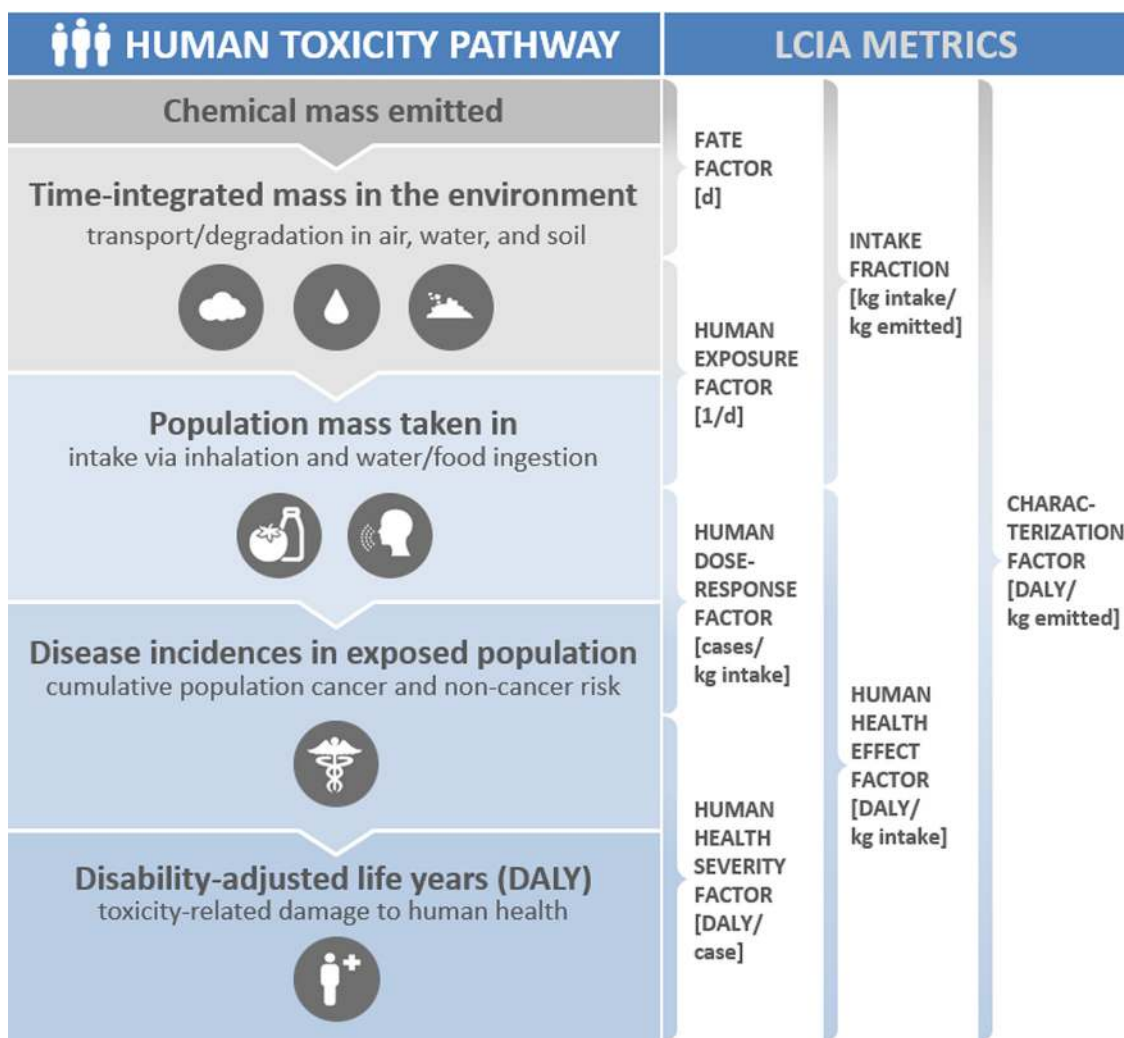 HUMAN TOXICITY PATHWAY
LCIA METRICS
Chemical mass emitted
Time-integrated mass in the environment
transport/degradation in air, water, and soil
Population mass taken in
intake via inhalation and water/food ingestion
Disease incidences in exposed population
cumulative population cancer and non-cancer risk
Disability-adjusted life years (DALY)
toxicity-related damage to human health
FATE
FACTOR
[d]
HUMAN
EXPOSURE
FACTOR
[1/d]
HUMAN
DOSE-
RESPONSE
FACTOR
[cases/
kg intake]
HUMAN
HEALTH
SEVERITY
FACTOR
[DALY/
case]
INTAKE
FRACTION
[kg intake/
kg emitted]
HUMAN
HEALTH
EFFECT
FACTOR
[DALY/
kg intake]
CHARAC-
TERIZATION
FACTOR
[DALY/
kg emitted]